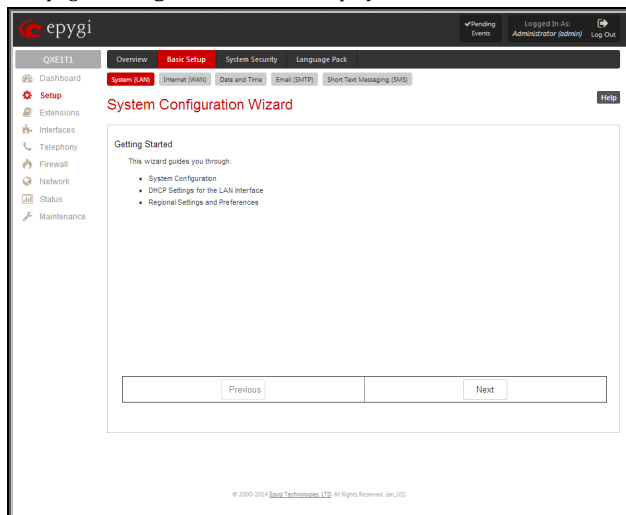 epygi
Pending Events
Logged In As:
Administrator (admin)
Log Out
QXE1T1
Overview
Basic Setup
System Security
Language Pack
Dashboard
Setup
Extensions
Interfaces
Telephony
Firewall
Network
Status
Maintenance
System (LAN)
Internet (WAN)
Date and Time
Email (SMTP)
Short Text Messaging (SMS)
System Configuration Wizard
Help
Getting Started
This wizard guides you through:
• System Configuration
• DHCP Settings for the LAN Interface
• Regional Settings and Preferences
Previous
Next
© 2000-2014 Epygi Technologies, LTD. All Rights Reserved. (en_US)